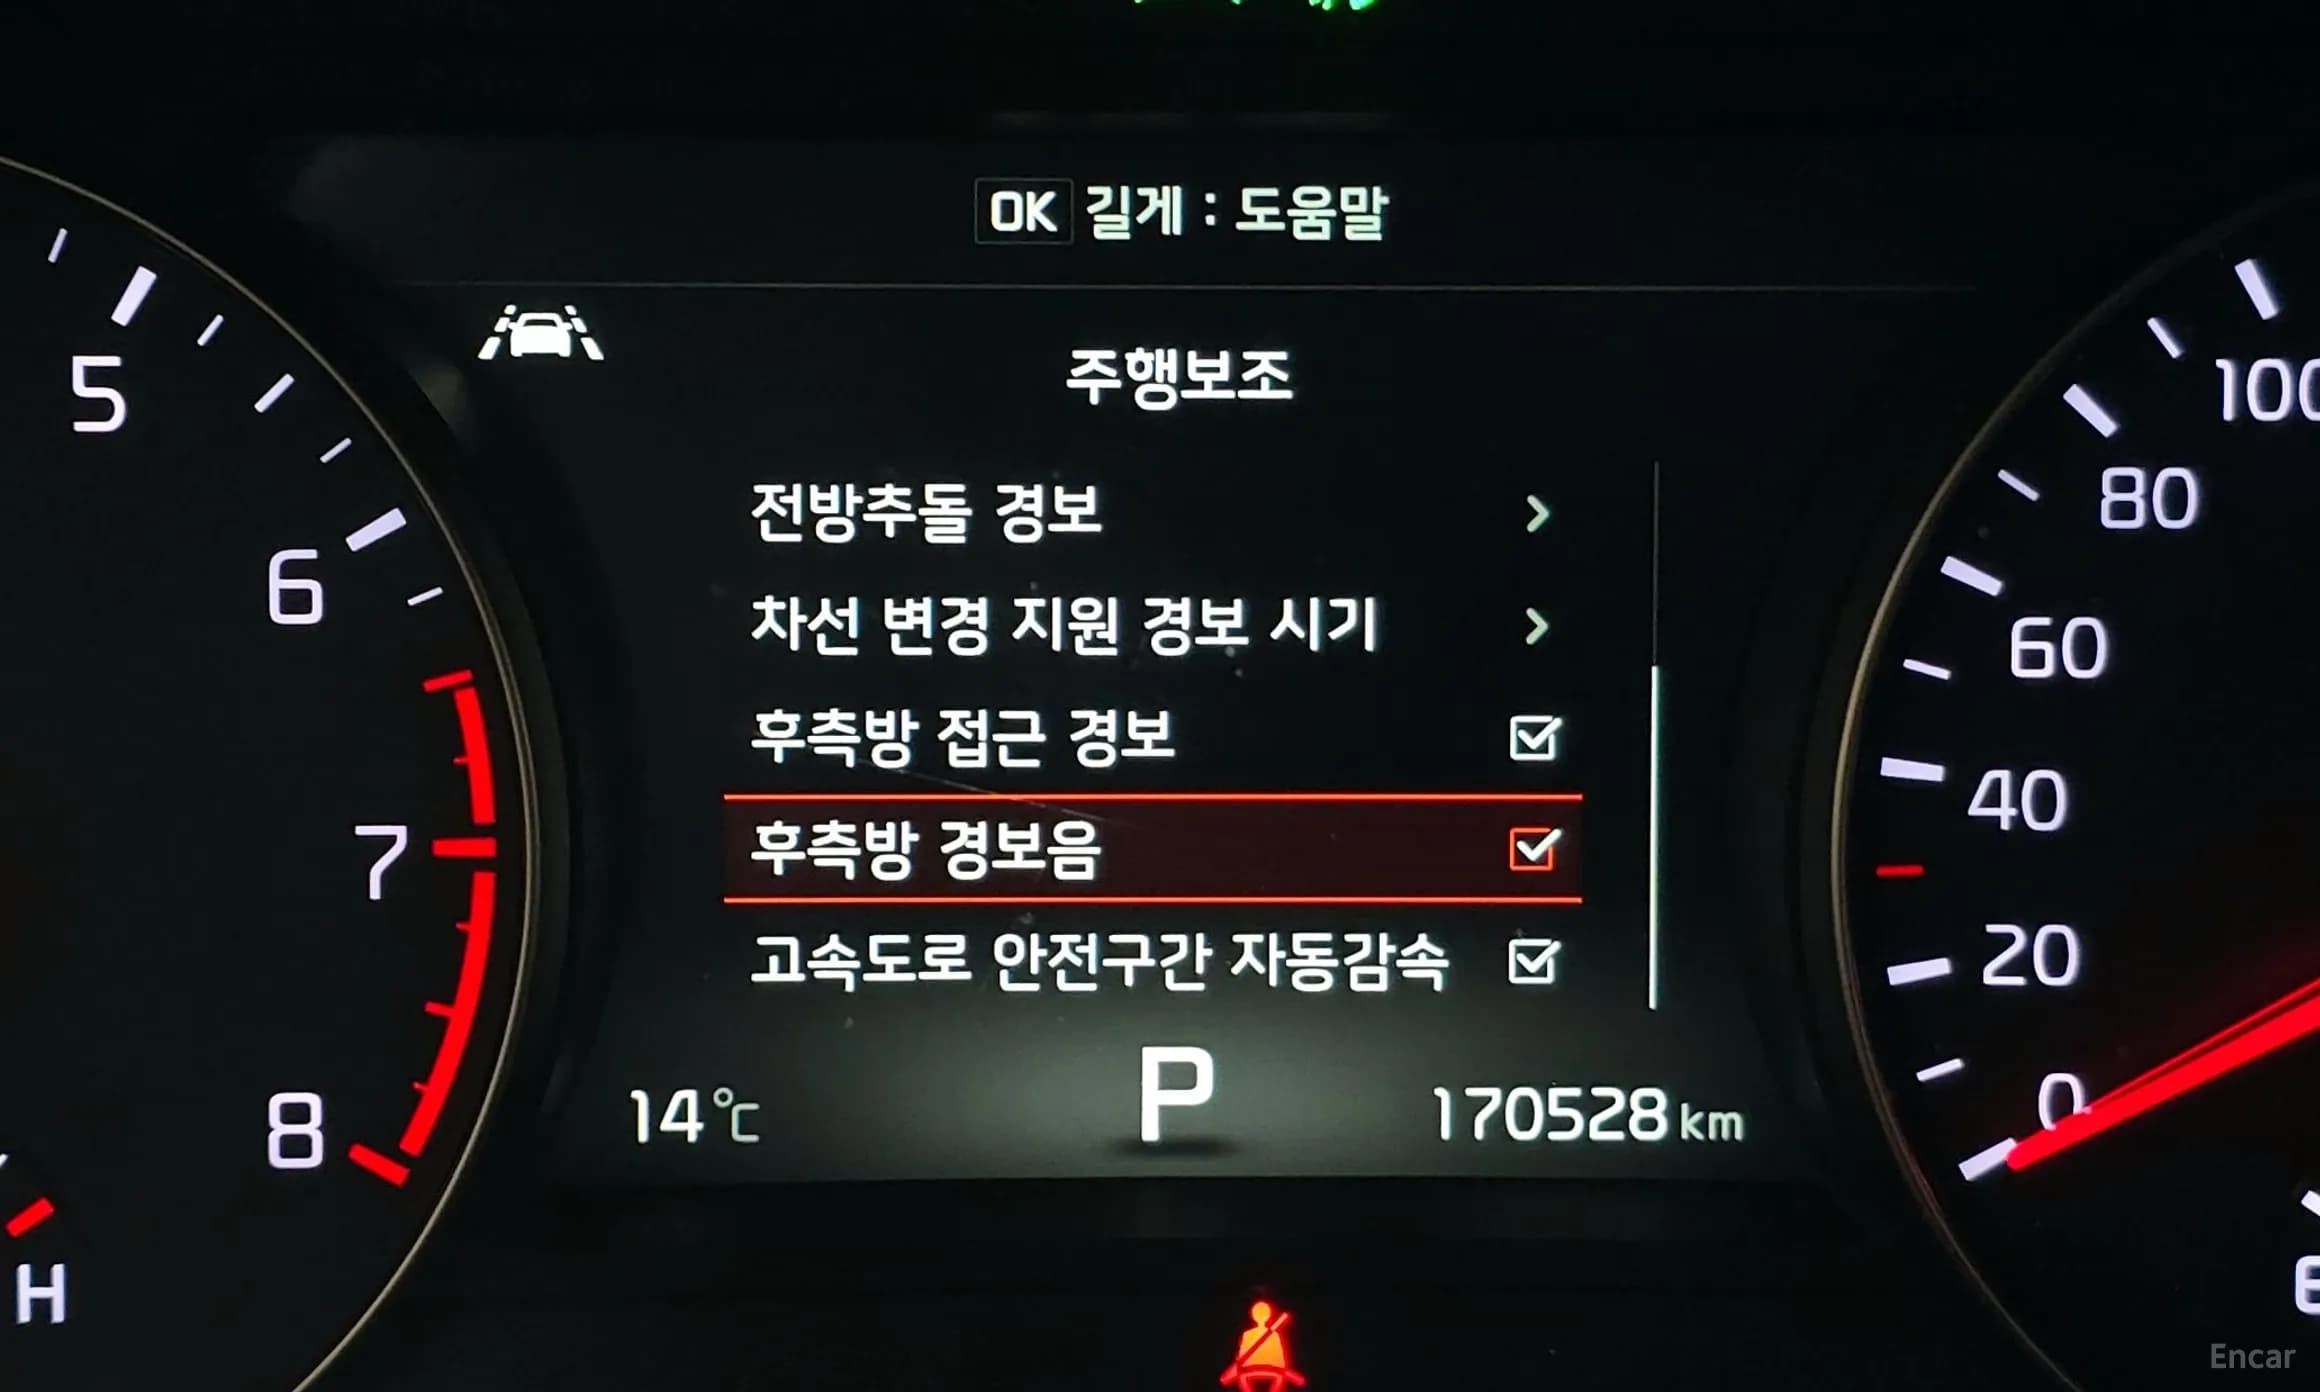 OK 길게 : 도움말
주행보조
전방추돌 경보
차선 변경 지원 경보 시기
후측방 접근 경보
후측방 경보음
고속도로 안전구간 자동감속
14℃
P
170528 km
5
6
7
8
H
100
80
60
40
20
0
Encar